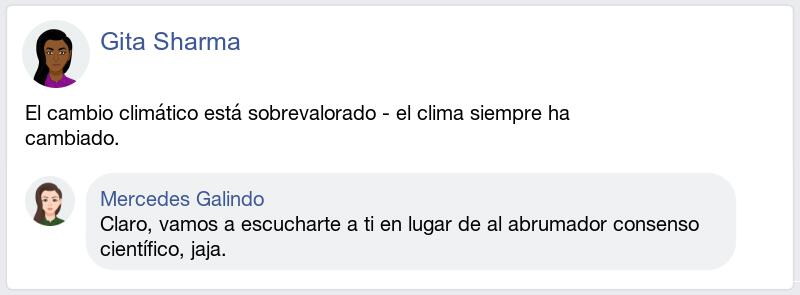 Gita Sharma
El cambio climático está sobrevalorado - el clima siempre ha
cambiado.
Mercedes Galindo
Claro, vamos a escucharte a ti en lugar de al abrumador consenso
científico, jaja.